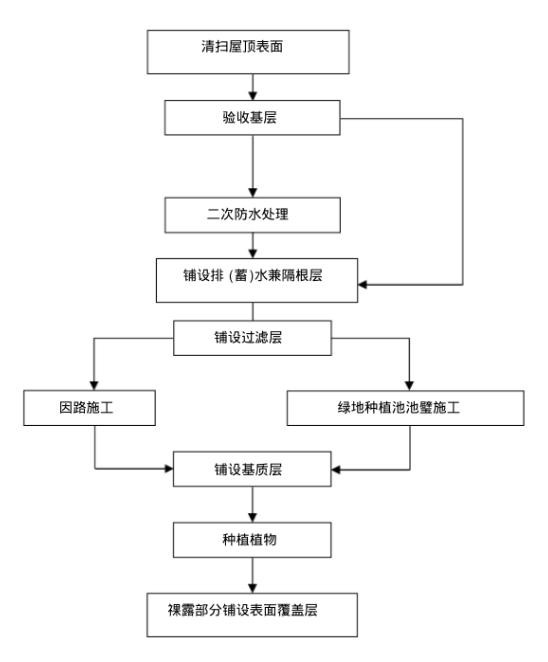 清扫屋顶表面
验收基层
二次防水处理
铺设排 (蓄)水兼隔根层
铺设过滤层
因路施工
绿地种植池池璧施工
铺设基质层
种植植物
裸露部分铺设表面覆盖层